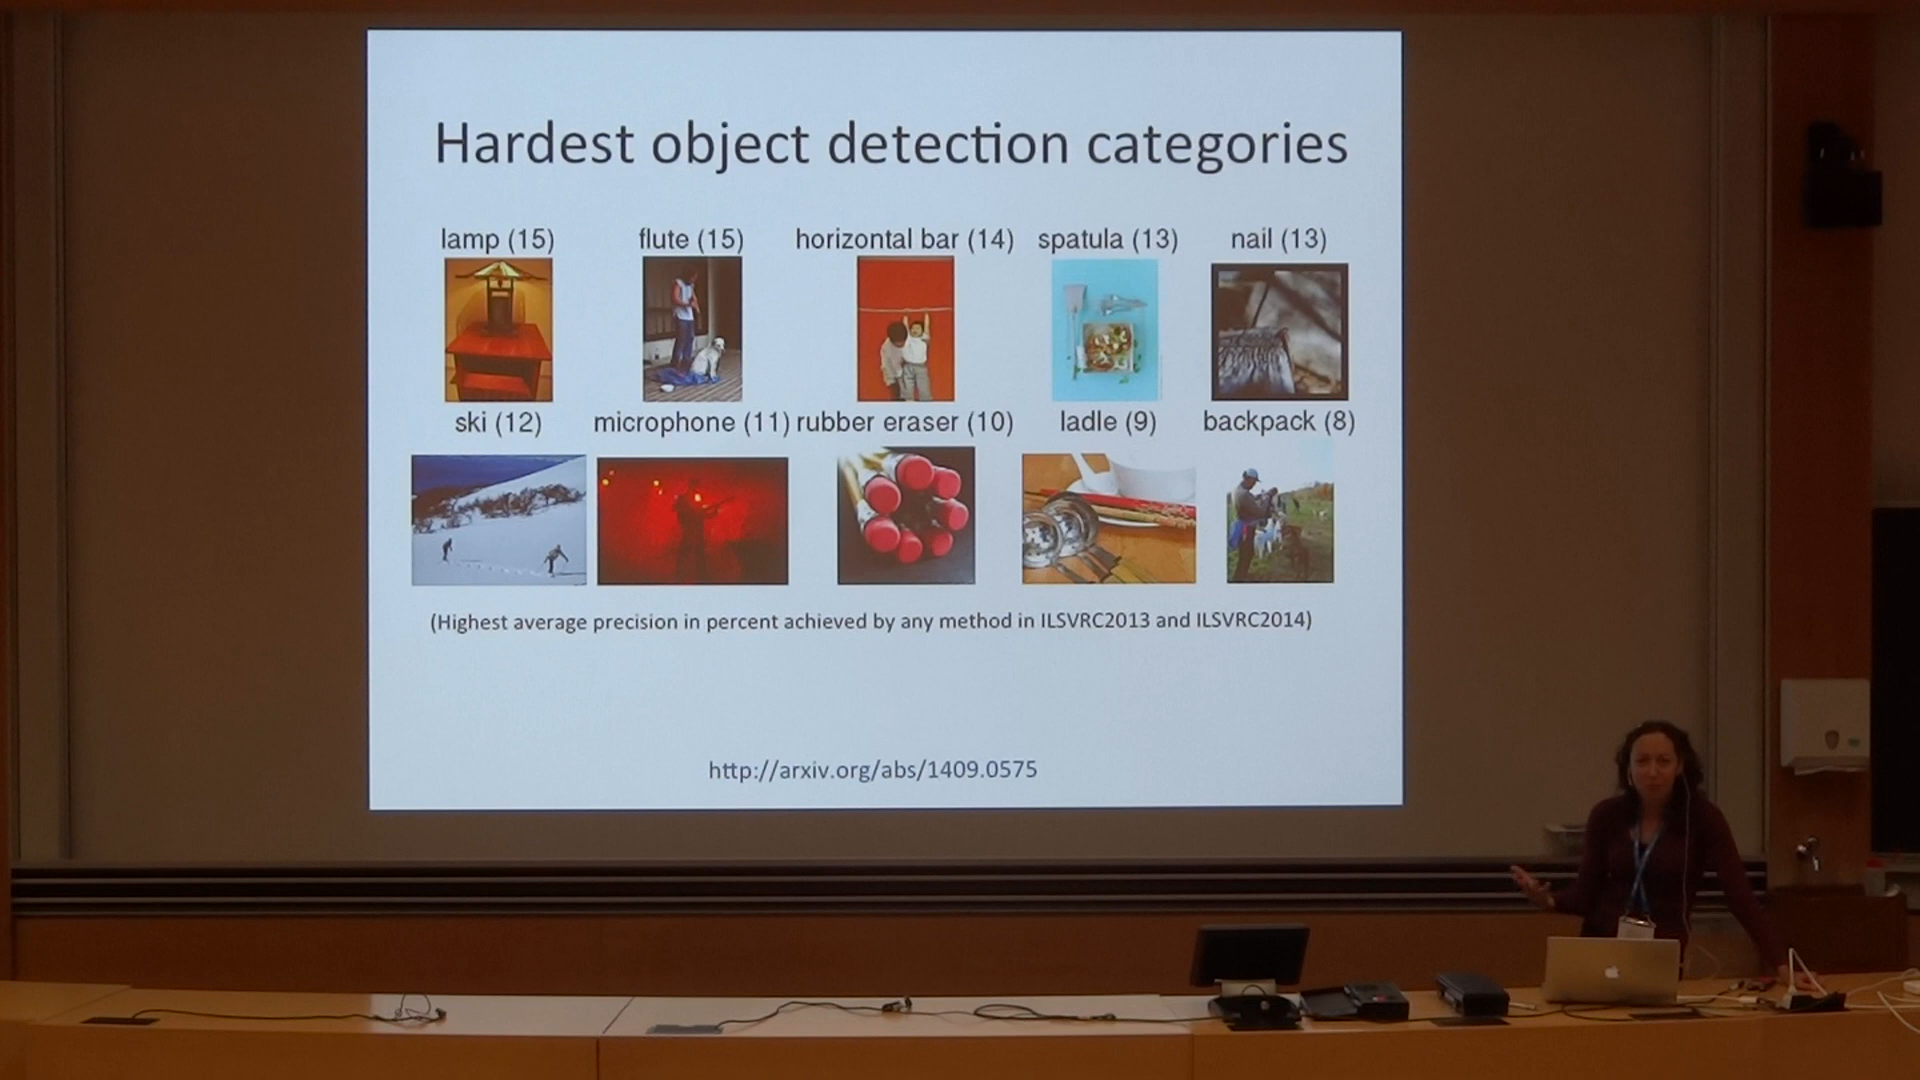 Hardest object detection categories
lamp (15) flute (15) horizontal bar (14) spatula (13) nail (13)
ski (12) microphone (11) rubber eraser (10) ladle (9) backpack (8)
(Highest average precision in percent achieved by any method in ILSVRC2013 and ILSVRC2014)
http://arxiv.org/abs/1409.0575